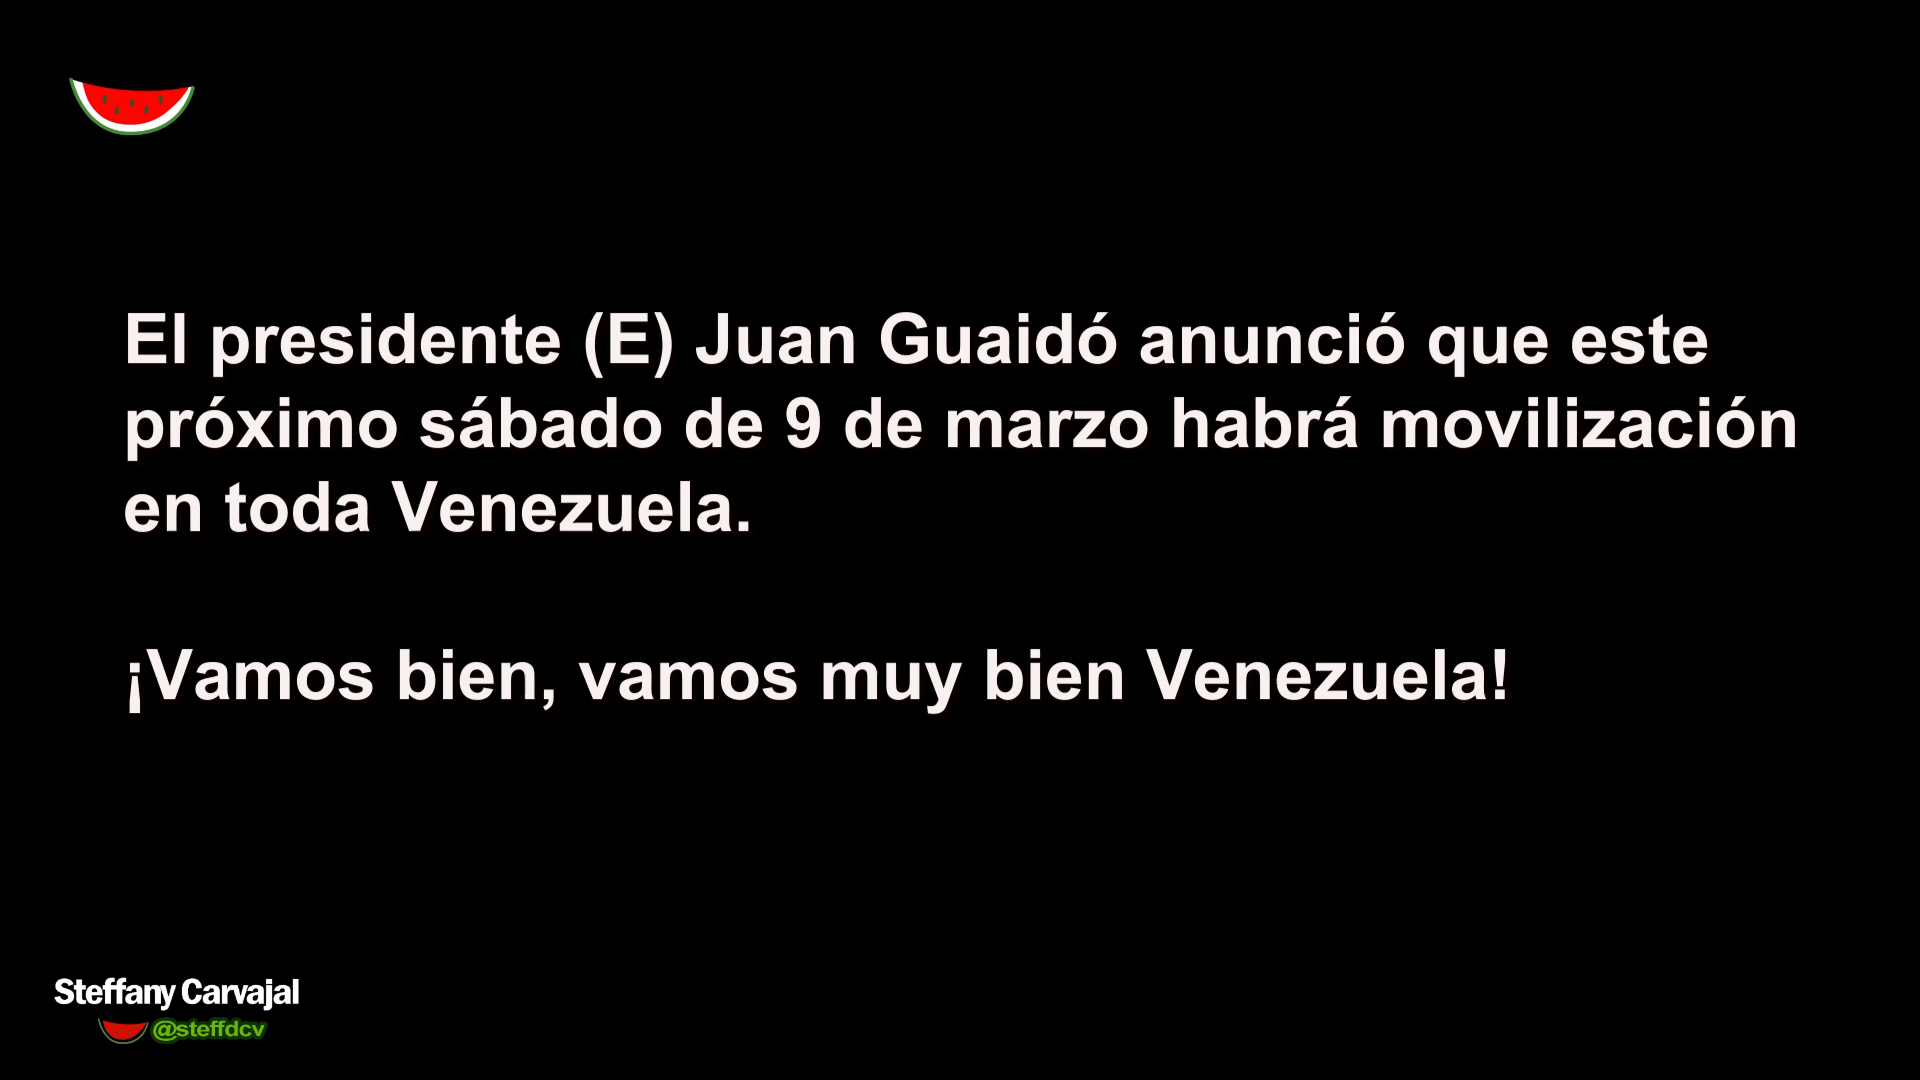 El presidente (E) Juan Guaidó anunció que este
próximo sábado de 9 de marzo habrá movilización
en toda Venezuela.
¡Vamos bien, vamos muy bien Venezuela!
Steffany Carvajal
@steffdcv